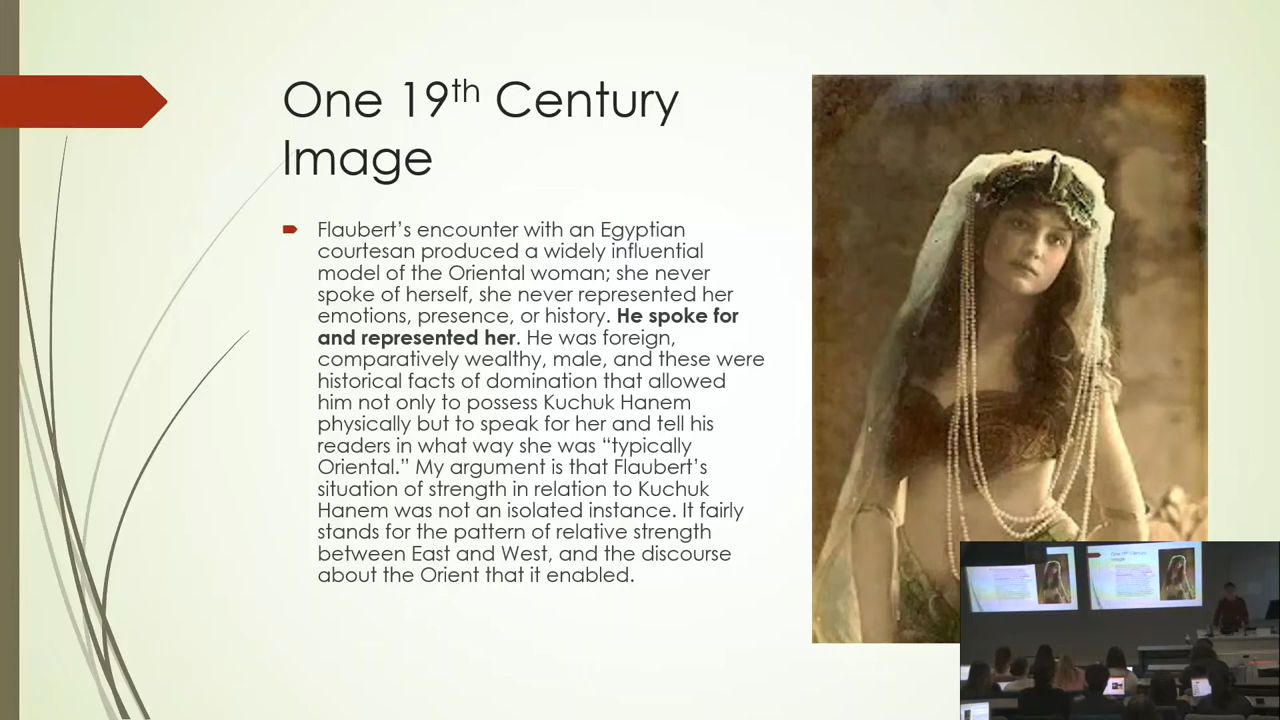 One 19th Century
Image
Flaubert’s encounter with an Egyptian
courtesan produced a widely influential
model of the Oriental woman; she never
spoke of herself, she never represented her
emotions, presence, or history. He spoke for
and represented her. He was foreign,
comparatively wealthy, male, and these were
historical facts of domination that allowed
him not only to possess Kuchuk Hanem
physically but to speak for her and tell his
readers in what way she was “typically
Oriental.” My argument is that Flaubert’s
situation of strength in relation to Kuchuk
Hanem was not an isolated instance. It fairly
stands for the pattern of relative strength
between East and West, and the discourse
about the Orient that it enabled.